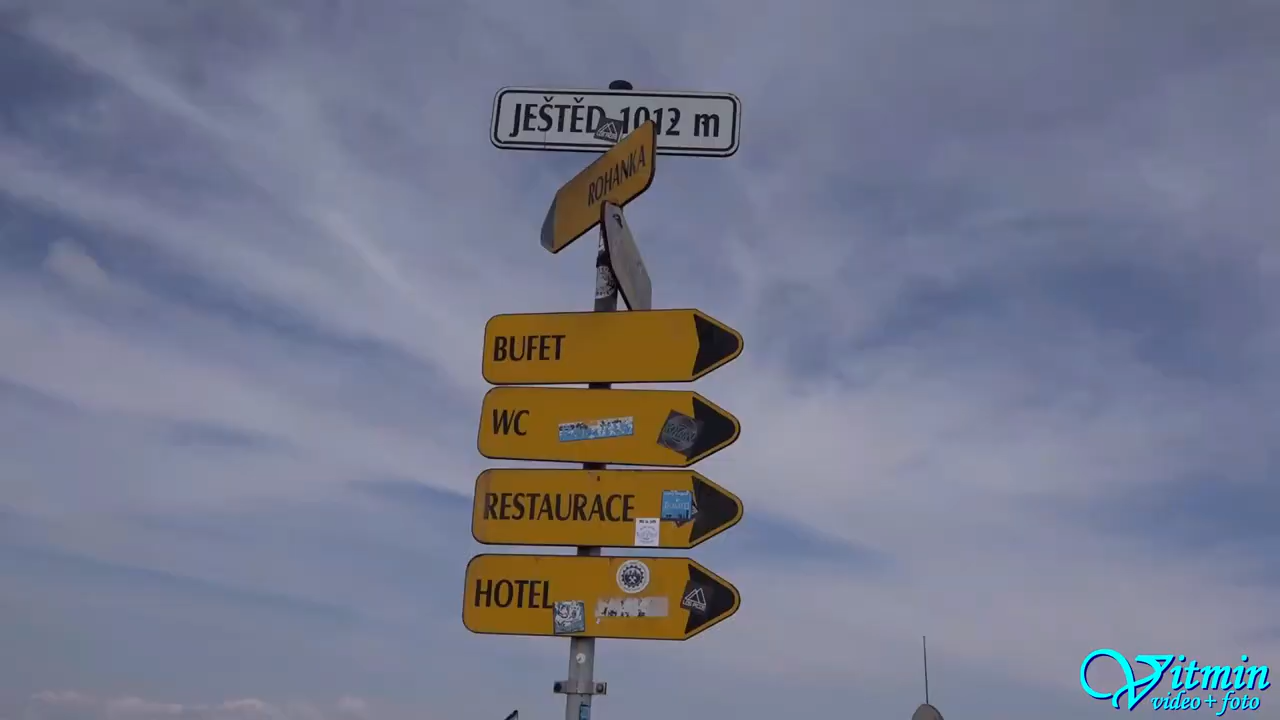 JEŠTĚD 1012 m
ROHANKA
BUFET
WC
RESTAURACE
HOTEL
Vitmin
video + foto